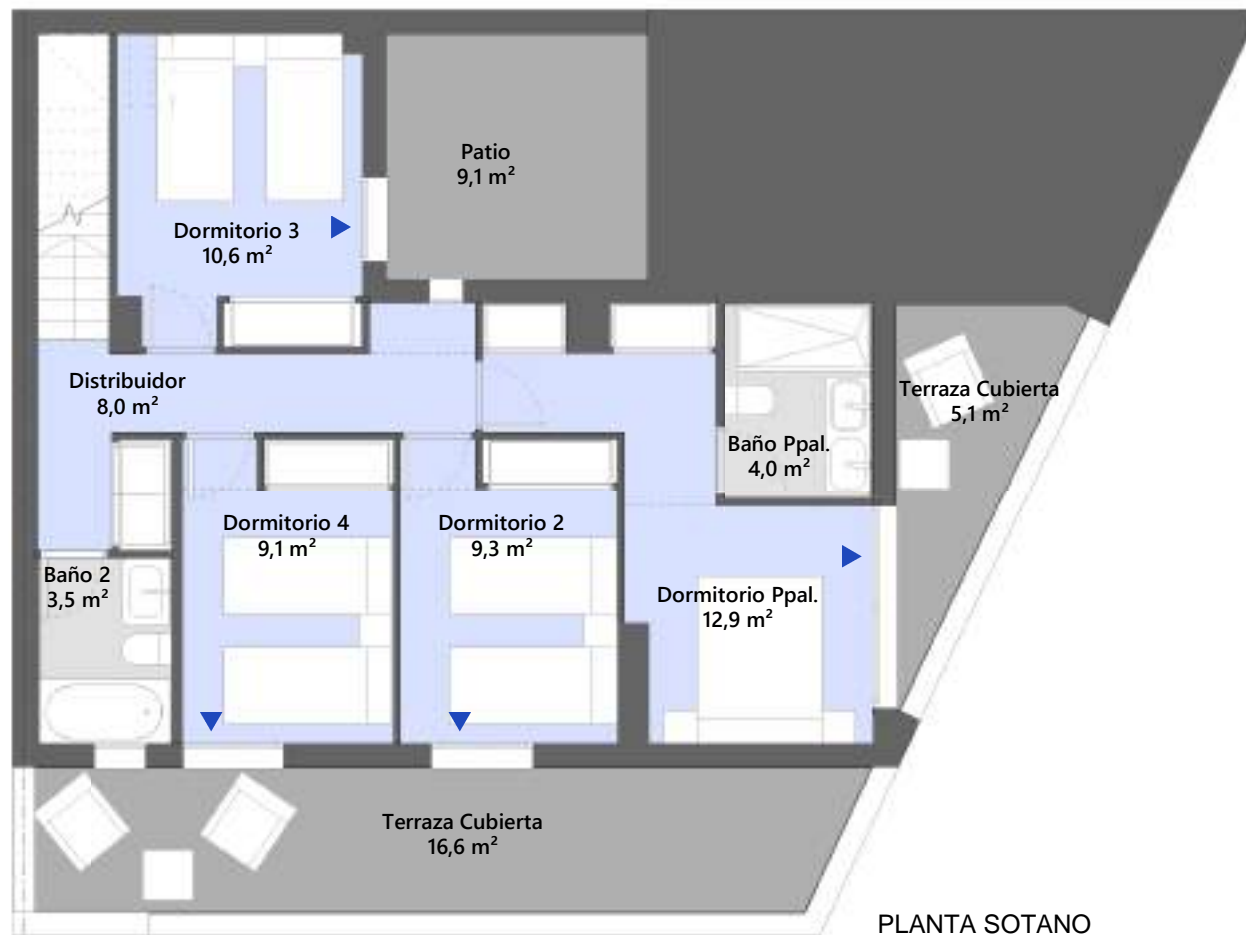 Patio
9,1 m²
Dormitorio 3
10,6 m²
Distribuidor
8,0 m²
Terraza Cubierta
5,1 m²
Baño Ppal.
4,0 m²
Dormitorio 4
9,1 m²
Dormitorio 2
9,3 m²
Baño 2
3,5 m²
Dormitorio Ppal.
12,9 m²
Terraza Cubierta
16,6 m²
PLANTA SOTANO